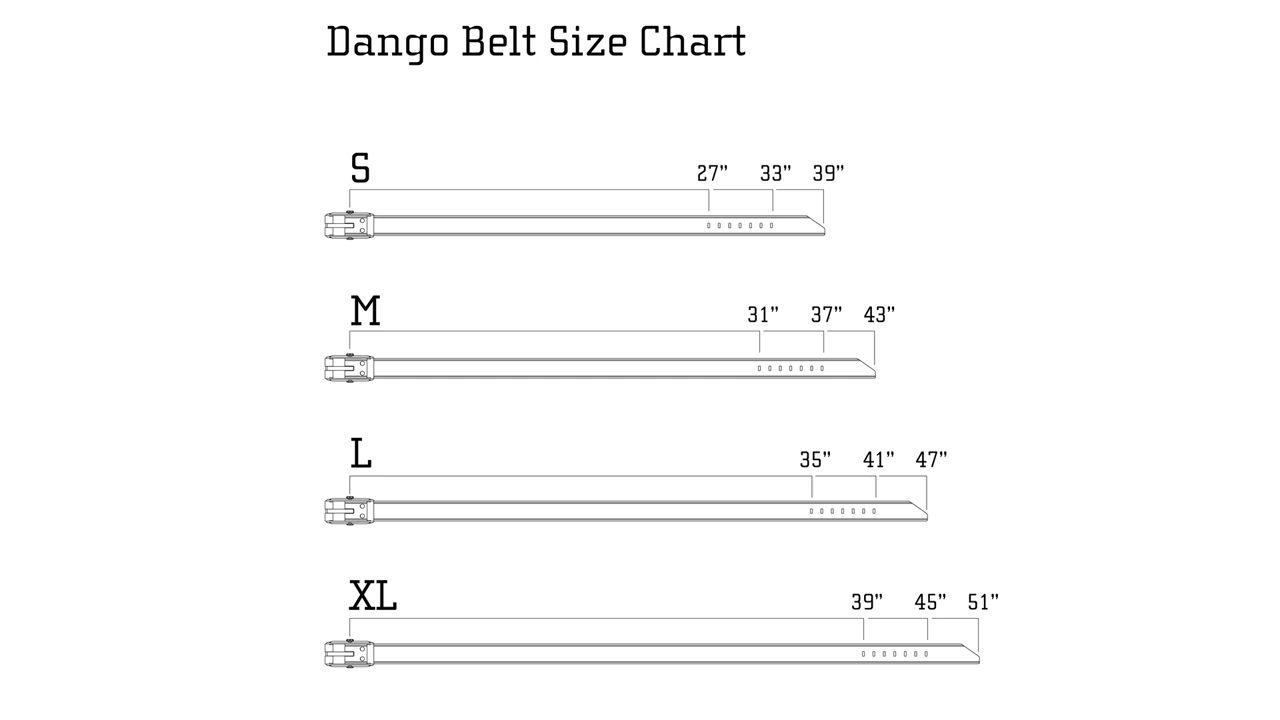 Dango Belt Size Chart
S
27” 33” 39”
M
31” 37” 43”
L
35” 41” 47”
XL
39” 45” 51”